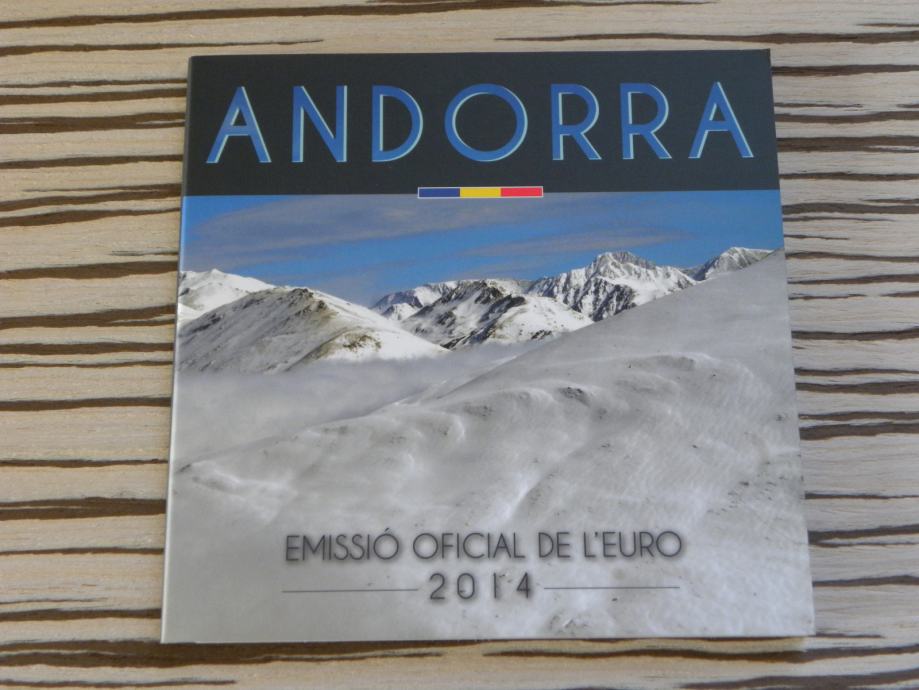 ANDORRA
EMISSIÓ OFICIAL DE L'EURO
2014